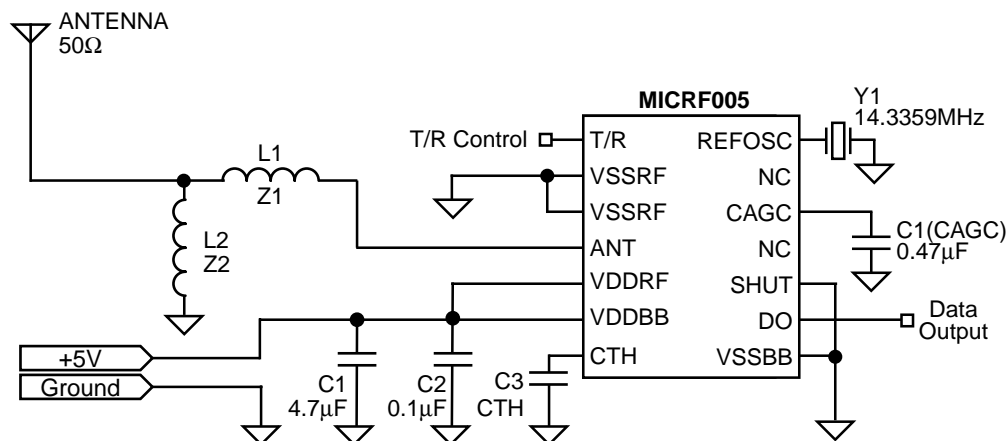 ANTENNA
50Ω
MICRF005
Y1
14.3359MHz
T/R Control
T/R
REFOSC
L1
Z1
VSSRF
NC
VSSRF
CAGC
C1(CAGC)
0.47µF
L2
Z2
ANT
NC
VDDRF
SHUT
VDDBB
DO
Data
Output
+5V
CTH
VSSBB
Ground
C1
4.7µF
C2
0.1µF
C3
CTH